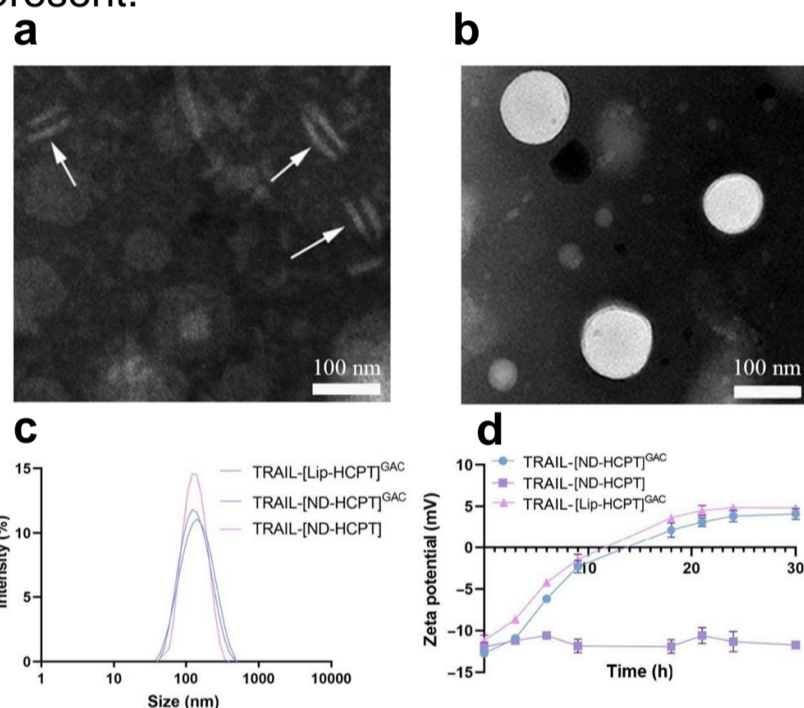 present.
a
b
100 nm
100 nm
c
d
15
10
5
0
1
10
100
1000
10000
Intensity (%)
Size (nm)
TRAIL-[Lip-HCPT]GAC
TRAIL-[ND-HCPT]GAC
TRAIL-[ND-HCPT]
TRAIL-[ND-HCPT]GAC
TRAIL-[ND-HCPT]
TRAIL-[Lip-HCPT]GAC
Zeta potential (mV)
10
5
0
−5
−10
−15
10
20
30
Time (h)